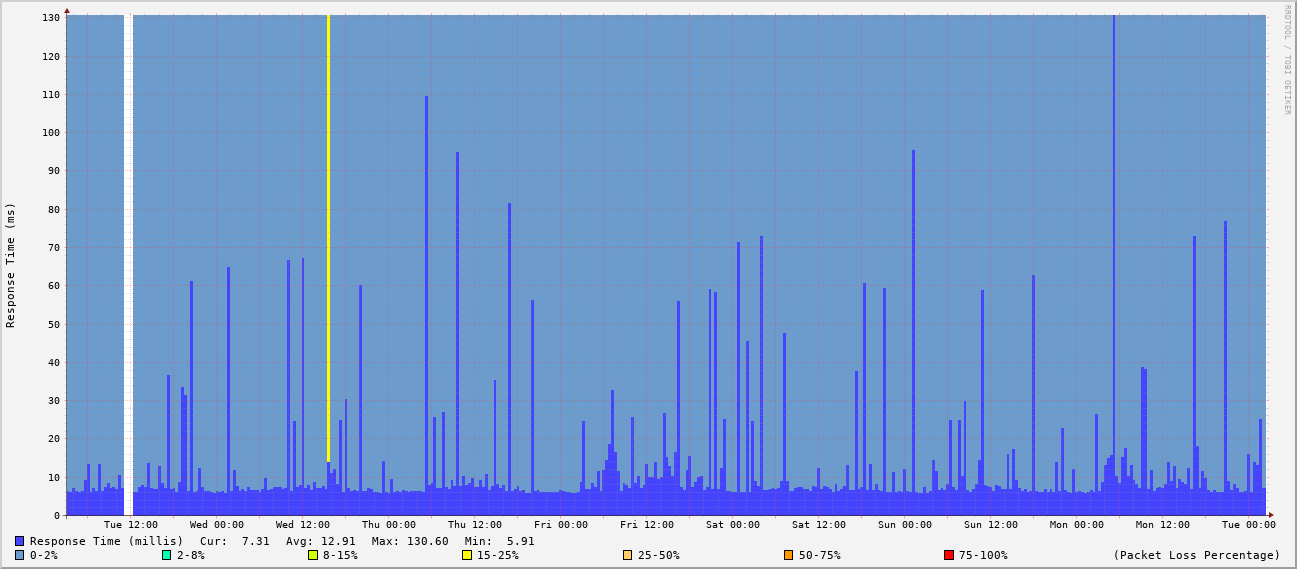 130
120
110
100
90
80
70
60
50
40
30
20
10
0
Response Time (ms)
RRDTOOL / TOBI OETIKER
Tue 12:00 Wed 00:00 Wed 12:00 Thu 00:00 Thu 12:00 Fri 00:00 Fri 12:00 Sat 00:00 Sat 12:00 Sun 00:00 Sun 12:00 Mon 00:00 Mon 12:00 Tue 00:00
Response Time (millis) Cur: 7.31 Avg: 12.91 Max: 130.60 Min: 5.91
0-2% 2-8% 8-15% 15-25% 25-50% 50-75% 75-100% (Packet Loss Percentage)